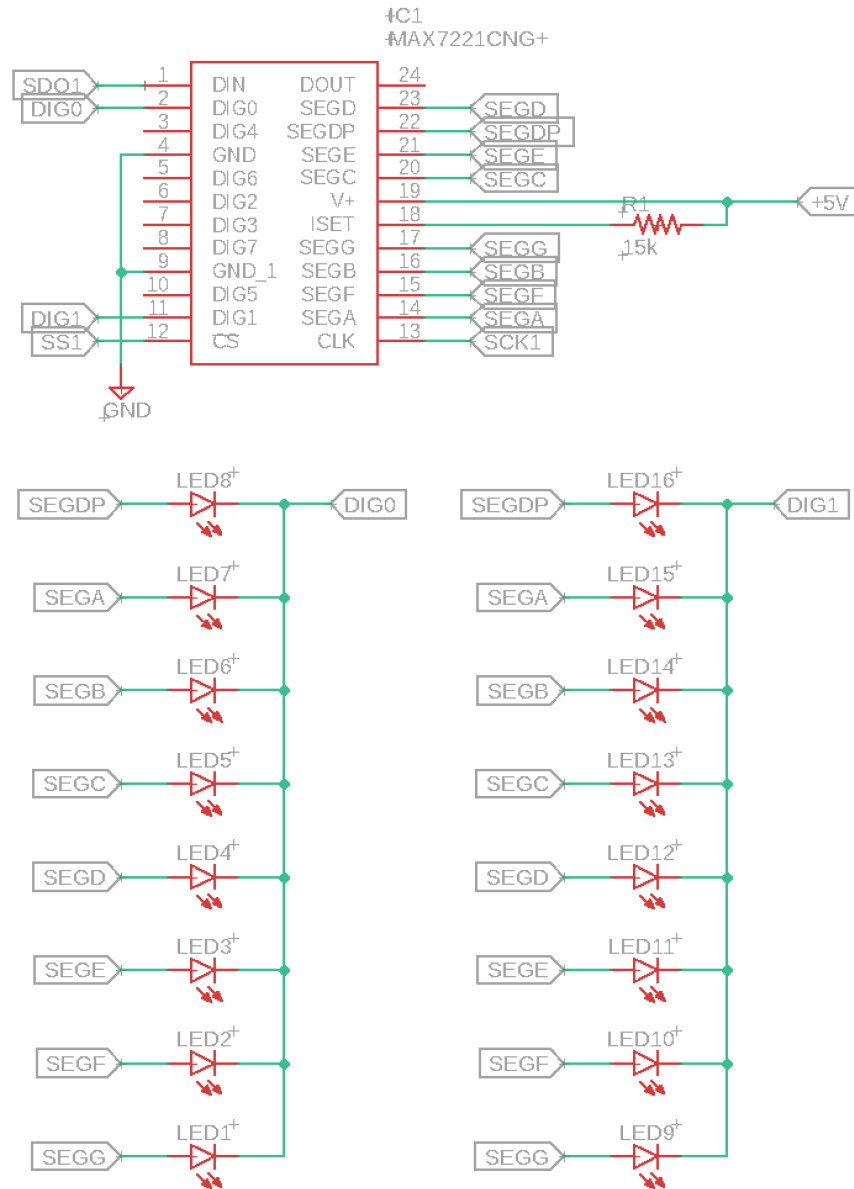 IC1
MAX7221CNG+
SDO1 1 DIN DOUT 24
DIG0 2 DIG0 SEGD 23 SEGD
3 DIG4 SEGDP 22 SEGDP
4 GND SEGE 21 SEGE
5 DIG6 SEGC 20 SEGC
6 DIG2 V+ 19 +5V
7 DIG3 ISET 18 R1
8 DIG7 SEGG 17 SEGG 15k
9 GND_1 SEGB 16 SEGB
10 DIG5 SEGF 15 SEGF
DIG1 11 DIG1 SEGA 14 SEGA
SS1 12 CS CLK 13 SCK1
GND
LED8 LED16
SEGDP DIG0 SEGDP DIG1
LED7 LED15
SEGA SEGA
LED6 LED14
SEGB SEGB
LED5 LED13
SEGC SEGC
LED4 LED12
SEGD SEGD
LED3 LED11
SEGE SEGE
LED2 LED10
SEGF SEGF
LED1 LED9
SEGG SEGG